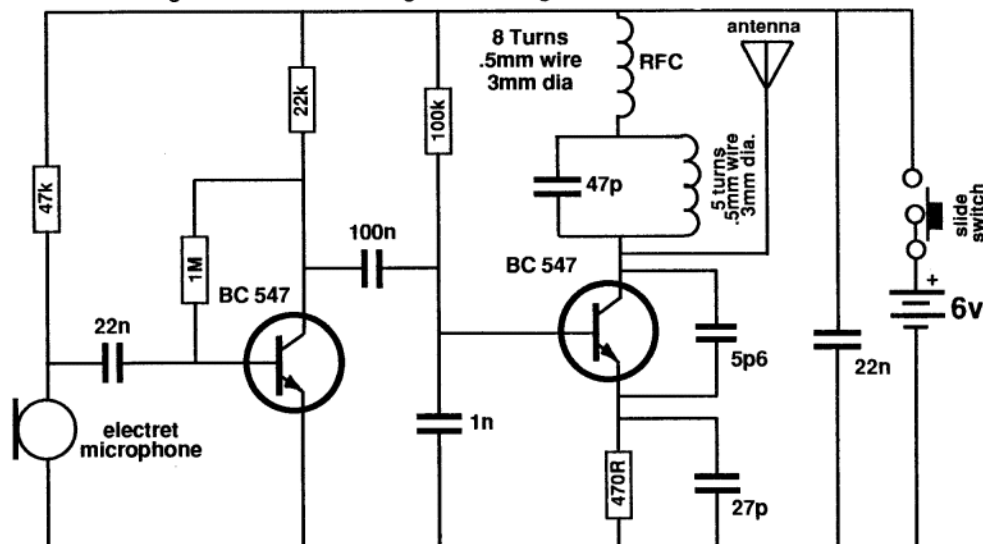 8 Turns
.5mm wire
3mm dia
RFC
antenna
22k
100k
47k
47p
5 turns
.5mm wire
3mm dia.
slide
switch
100n
1M
BC 547
BC 547
+
6v
22n
5p6
22n
electret
microphone
1n
470R
27p